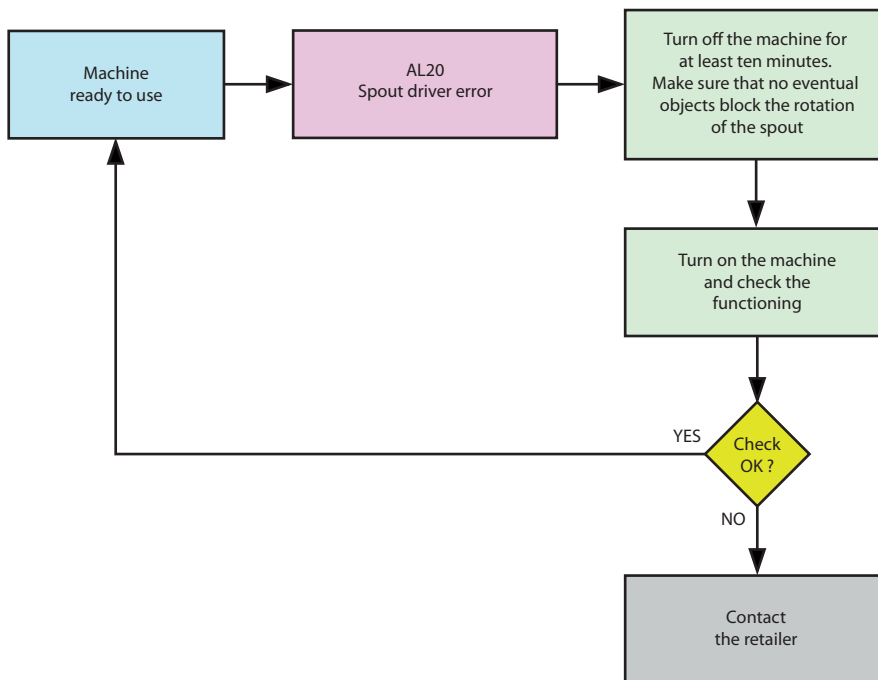 Machine
ready to use
AL20
Spout driver error
Turn off the machine for
at least ten minutes.
Make sure that no eventual
objects block the rotation
of the spout
Turn on the machine
and check the
functioning
YES
Check
OK ?
NO
Contact
the retailer